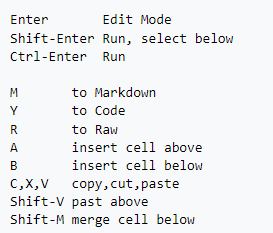 Enter       Edit Mode
Shift-Enter Run, select below
Ctrl-Enter  Run

M       to Markdown
Y       to Code
R       to Raw
A       insert cell above
B       insert cell below
C,X,V   copy,cut,paste
Shift-V past above
Shift-M merge cell below